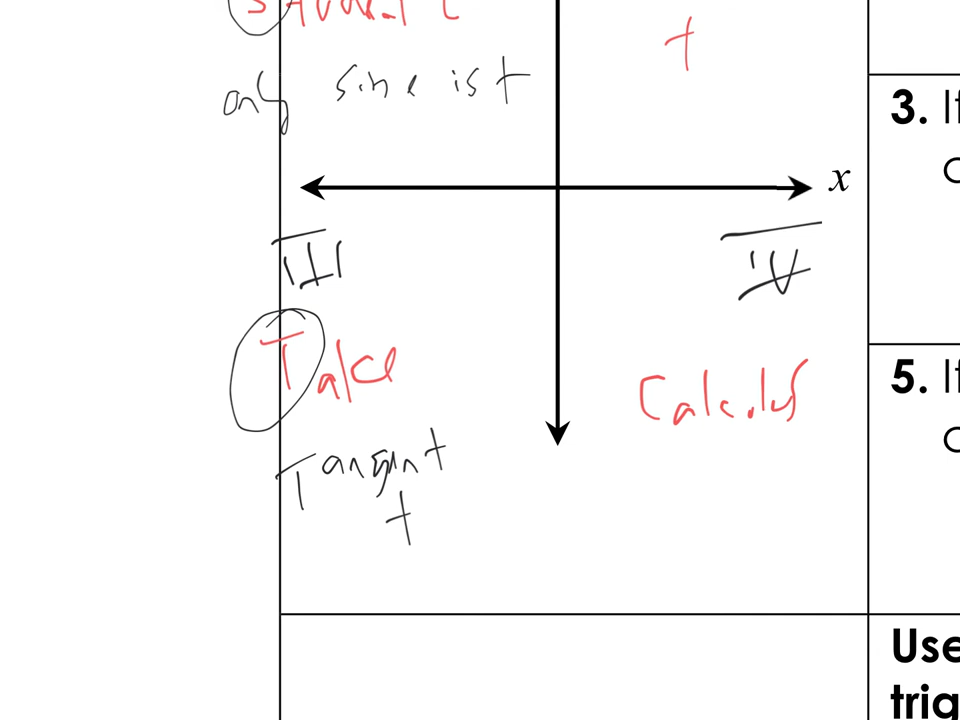 +
only sine is +
3. If
x
III
IV
Take
Calculus
5. If
Tangent
+
Use
trig